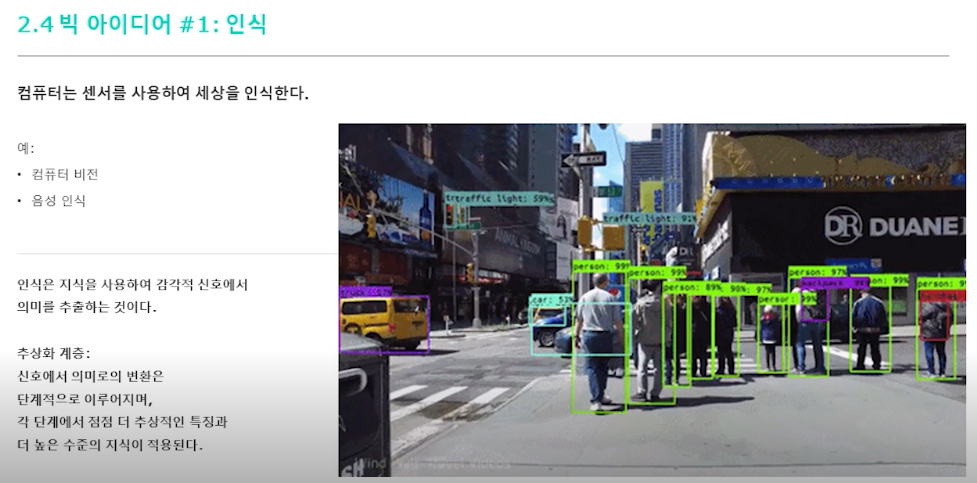 2.4 빅 아이디어 #1: 인식
컴퓨터는 센서를 사용하여 세상을 인식한다.
예:
• 컴퓨터 비전
• 음성 인식
인식은 지식을 사용하여 감각적 신호에서
의미를 추출하는 것이다.
추상화 계층:
신호에서 의미로의 변환은
단계적으로 이루어지며,
각 단계에서 점점 더 추상적인 특징과
더 높은 수준의 지식이 적용된다.
traffic light: 59%
traffic light: 91%
DR DUANE
person: 99%
person: 99%
person: 97%
person: 89%
90%: 97%
person: 99%
99%
person: 99%
car: 53%